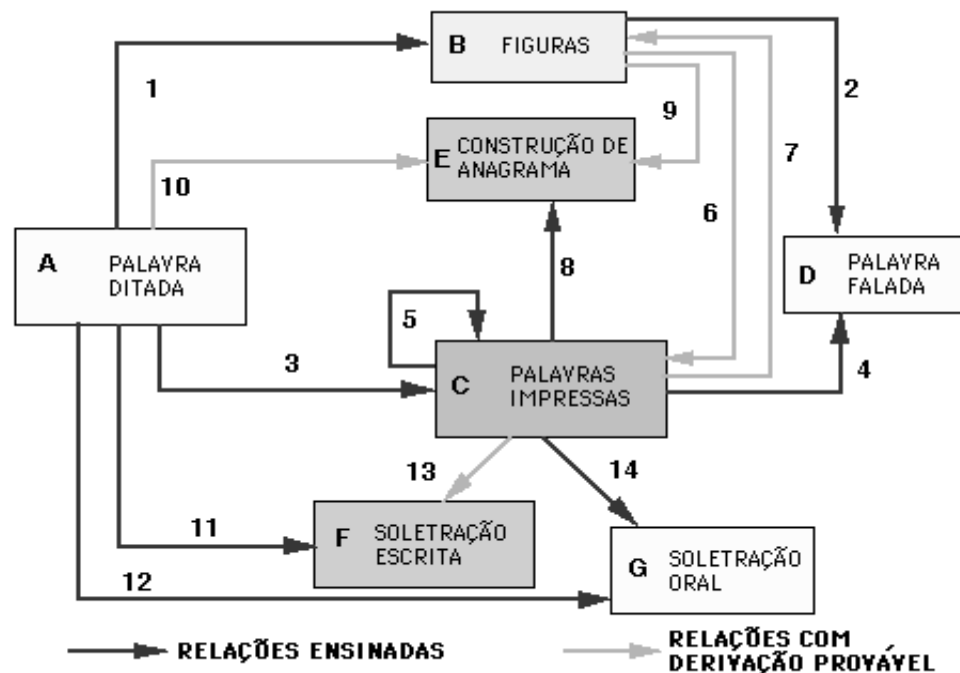 B FIGURAS
1
2
9
7
E CONSTRUÇÃO DE
ANAGRAMA
10
6
A PALAVRA
DITADA
8
D PALAVRA
FALADA
5
3
C PALAVRAS
IMPRESSAS
4
13
14
11
F SOLETRAÇÃO
ESCRITA
G SOLETRAÇÃO
ORAL
12
RELAÇÕES ENSINADAS
RELAÇÕES COM
DERIVAÇÃO PROVÁVEL